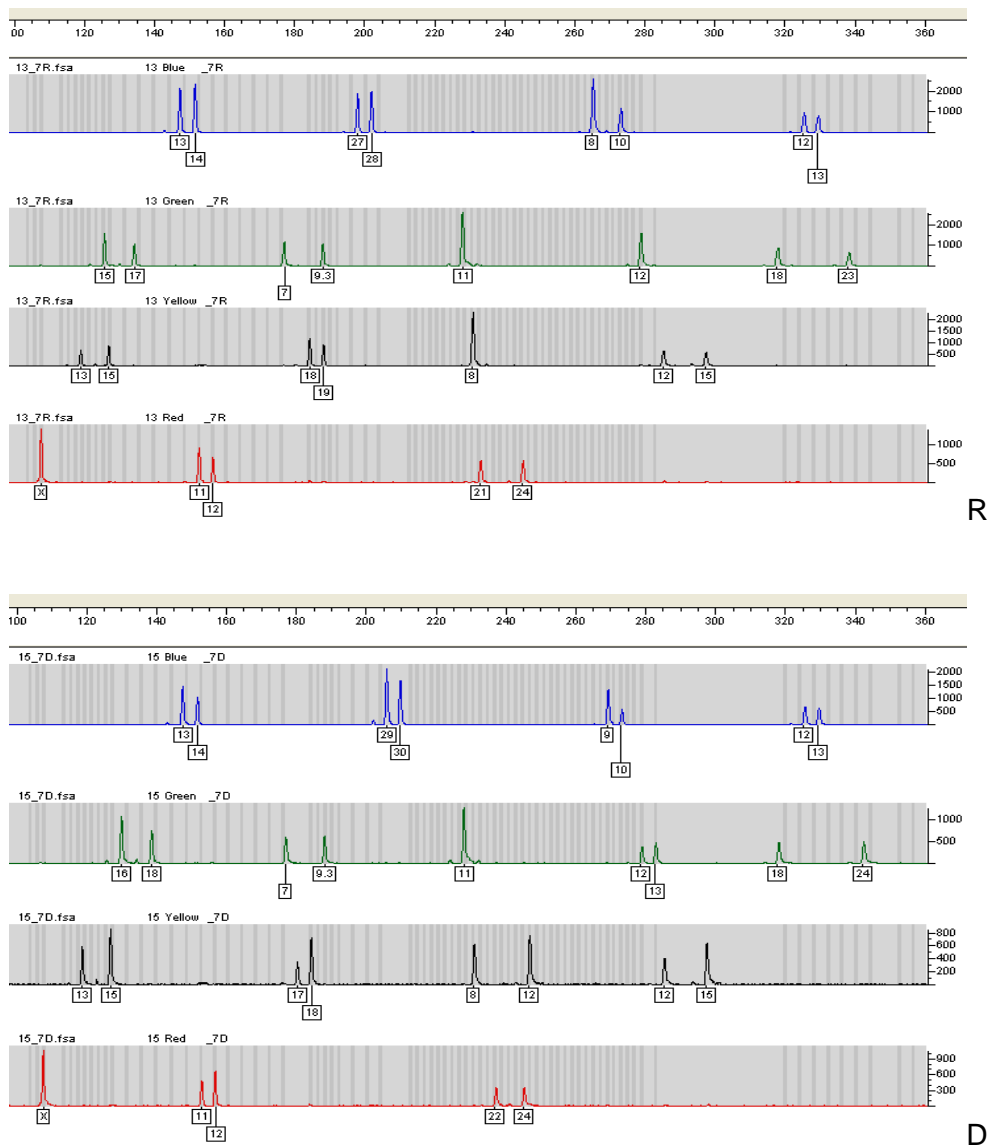 100 120 140 160 180 200 220 240 260 280 300 320 340 360
13_7R.fsa 13 Blue _7R
2000
1000
13 27 8 10 12
14 28 13
13_7R.fsa 13 Green _7R
2000
1000
15 17 9.3 11 12 18 23
7
13_7R.fsa 13 Yellow _7R
2000
1500
1000
500
13 15 18 8 12 15
19
13_7R.fsa 13 Red _7R
1000
500
X 11 21 24
12
R
100 120 140 160 180 200 220 240 260 280 300 320 340 360
15_7D.fsa 15 Blue _7D
2000
1500
1000
500
13 29 9 12
14 30 13
10
15_7D.fsa 15 Green _7D
1000
500
16 18 9.3 11 12 18 24
7 13
15_7D.fsa 15 Yellow _7D
800
600
400
200
13 15 17 8 12 12 15
18
15_7D.fsa 15 Red _7D
900
600
300
X 11 22 24
12
D